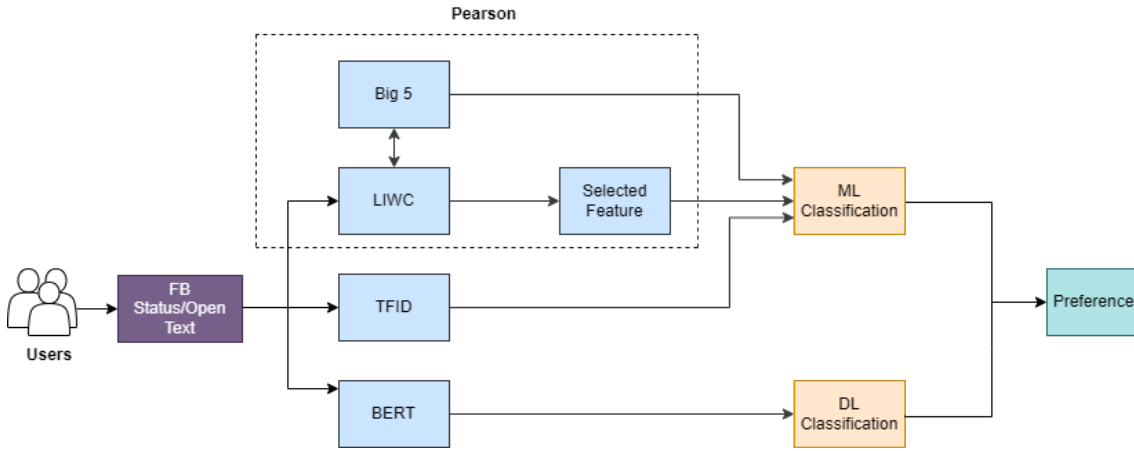 Pearson
Big 5
LIWC
Selected
Feature
ML
Classification
FB
Status/Open
Text
TFID
Preference
Users
BERT
DL
Classification